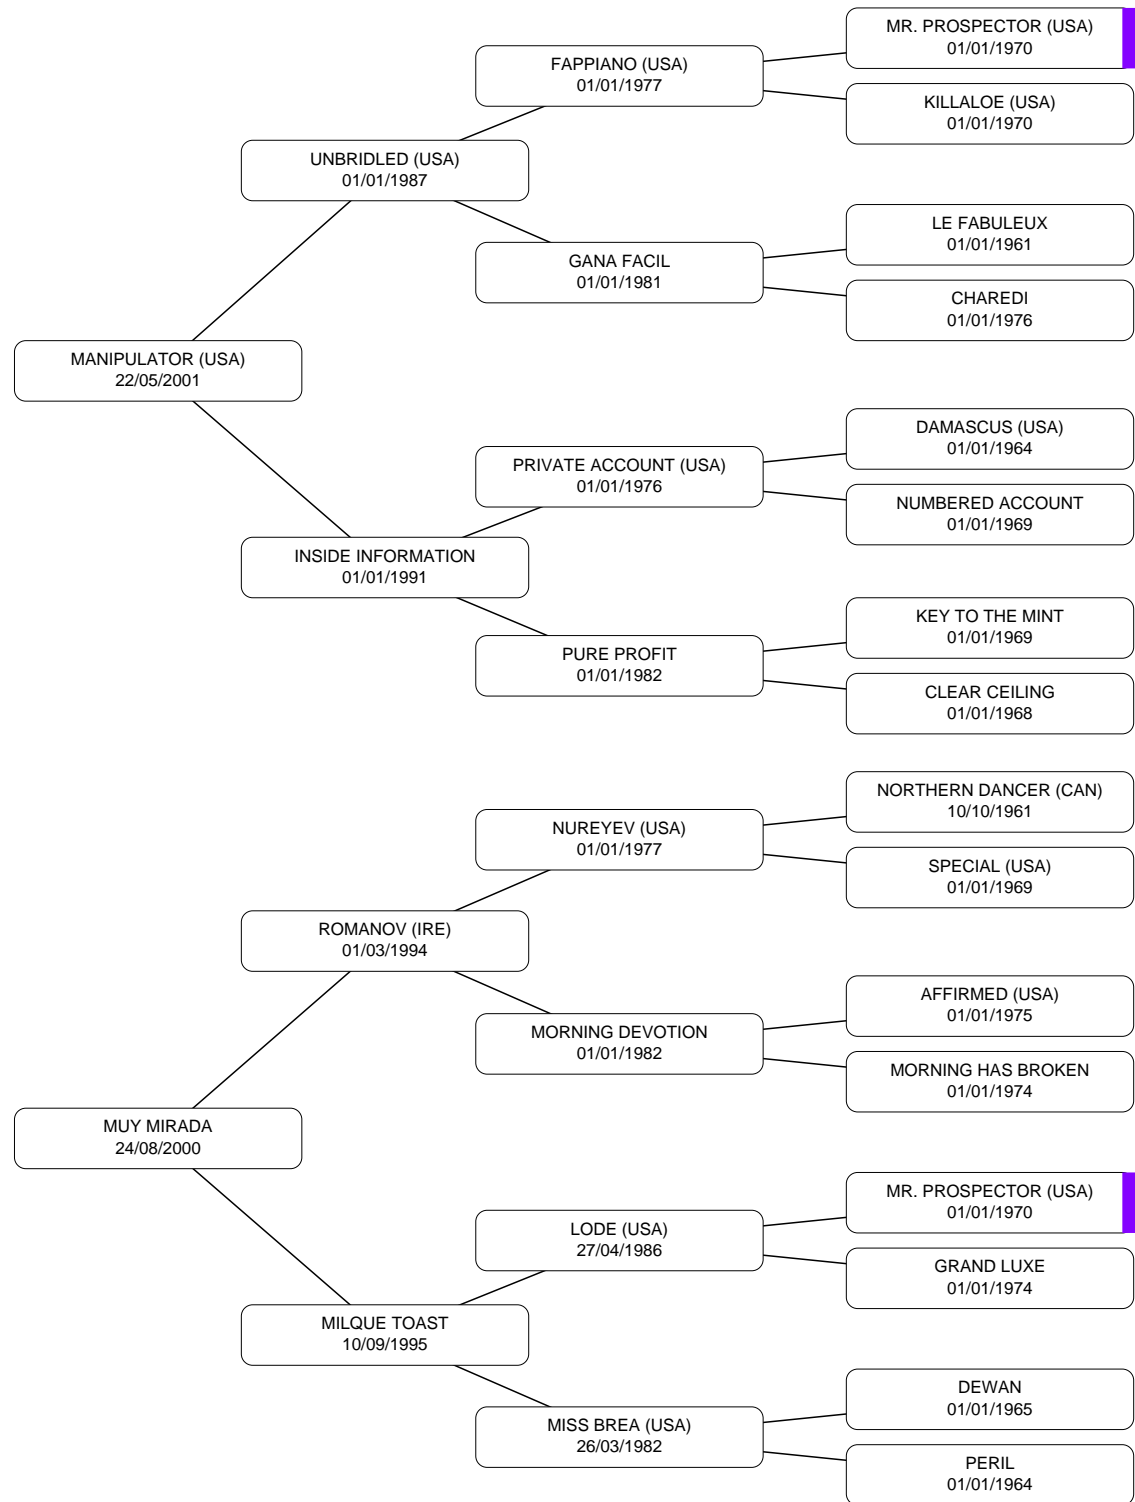 MR. PROSPECTOR (USA)
01/01/1970
FAPPIANO (USA)
01/01/1977
KILLALOE (USA)
01/01/1970
UNBRIDLED (USA)
01/01/1987
LE FABULEUX
01/01/1961
GANA FACIL
01/01/1981
CHAREDI
01/01/1976
MANIPULATOR (USA)
22/05/2001
DAMASCUS (USA)
01/01/1964
PRIVATE ACCOUNT (USA)
01/01/1976
NUMBERED ACCOUNT
01/01/1969
INSIDE INFORMATION
01/01/1991
KEY TO THE MINT
01/01/1969
PURE PROFIT
01/01/1982
CLEAR CEILING
01/01/1968
NORTHERN DANCER (CAN)
10/10/1961
NUREYEV (USA)
01/01/1977
SPECIAL (USA)
01/01/1969
ROMANOV (IRE)
01/03/1994
AFFIRMED (USA)
01/01/1975
MORNING DEVOTION
01/01/1982
MORNING HAS BROKEN
01/01/1974
MUY MIRADA
24/08/2000
MR. PROSPECTOR (USA)
01/01/1970
LODE (USA)
27/04/1986
GRAND LUXE
01/01/1974
MILQUE TOAST
10/09/1995
DEWAN
01/01/1965
MISS BREA (USA)
26/03/1982
PERIL
01/01/1964